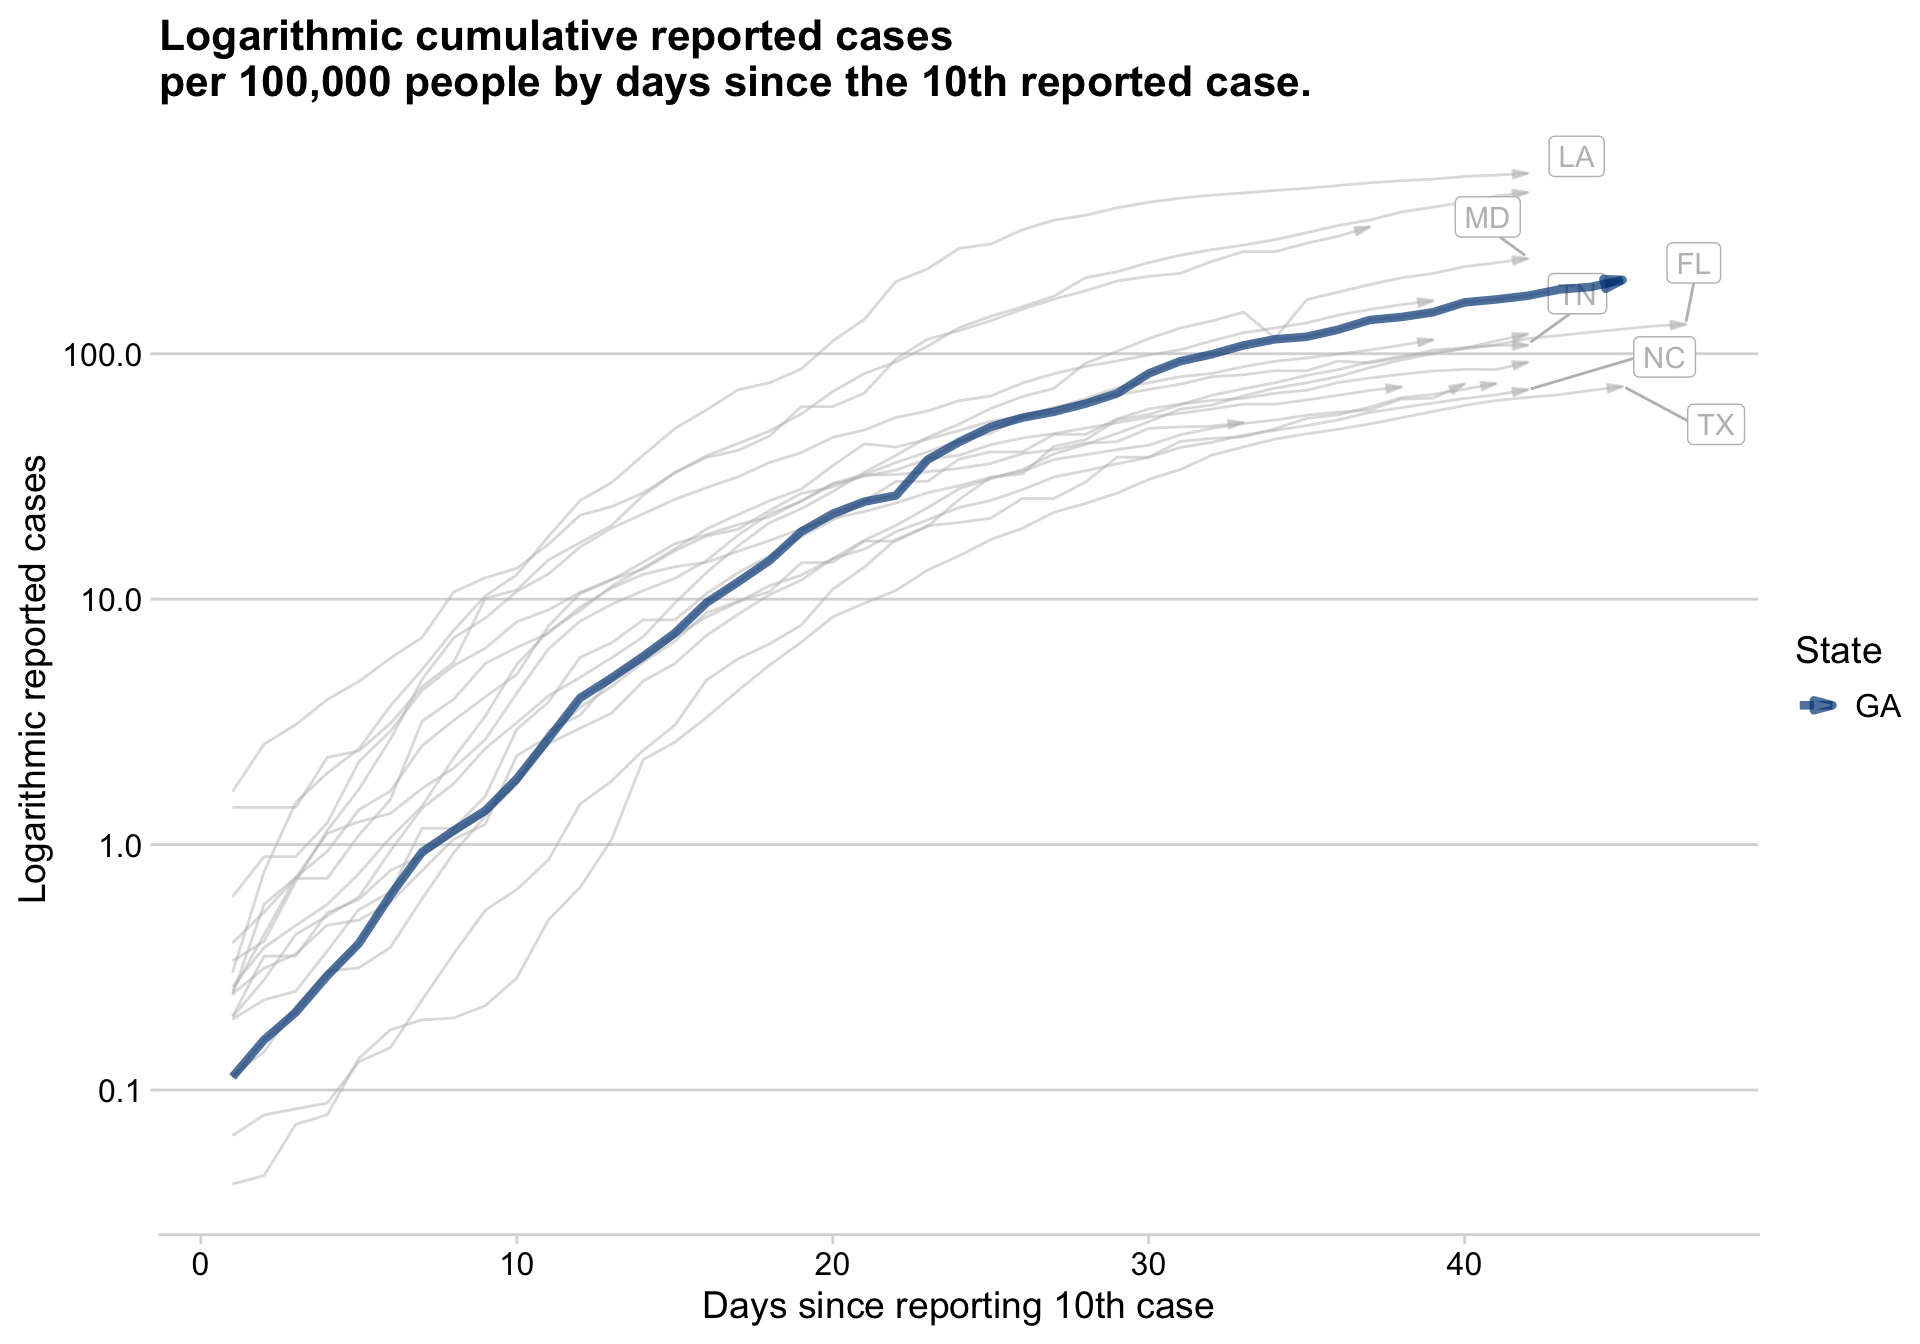 Logarithmic cumulative reported cases
per 100,000 people by days since the 10th reported case.
LA
MD
FL
TN
NC
TX
100.0
10.0
1.0
0.1
Logarithmic reported cases
0 10 20 30 40
Days since reporting 10th case
State
GA